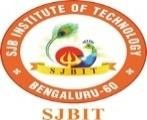 SJB INSTITUTE OF TECHNOLOGY
SJBIT
BENGALURU-60
SJBIT